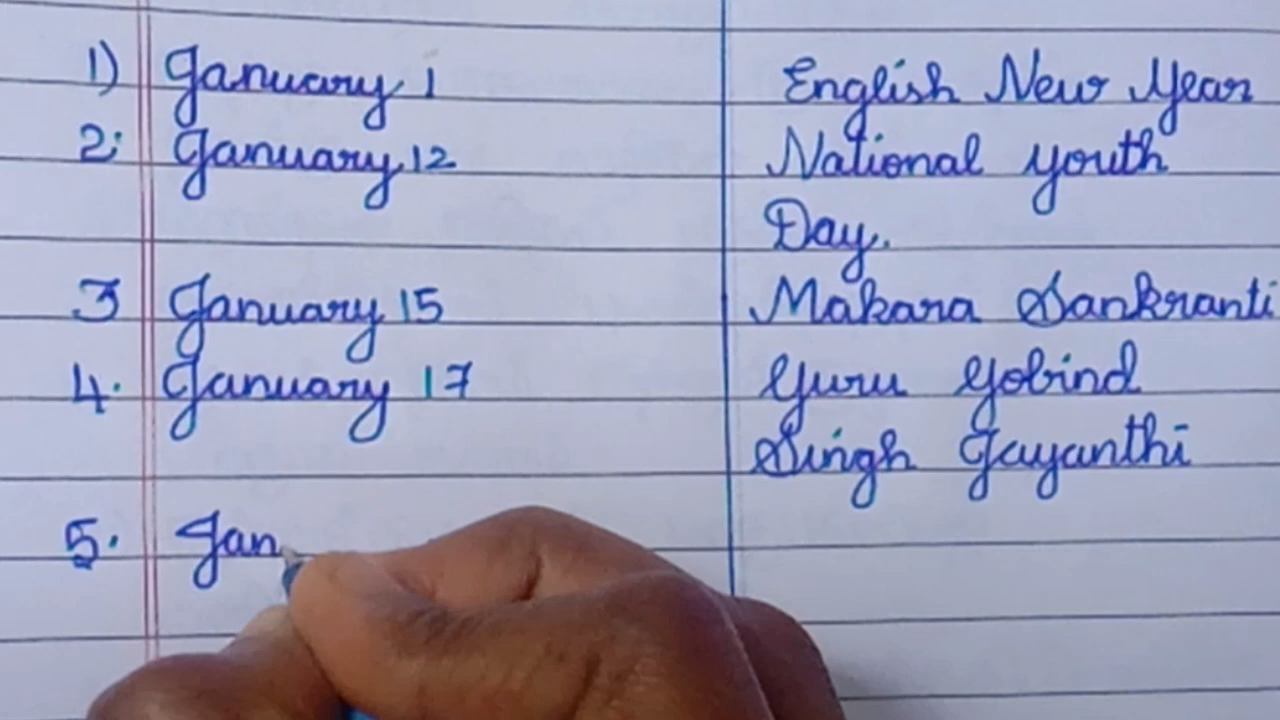 1) January 1 English New Year
2. January 12 National youth
Day.
3 January 15 Makara Sankranti
4. January 17 Guru Gobind
Singh Jayanthi
5. Jan